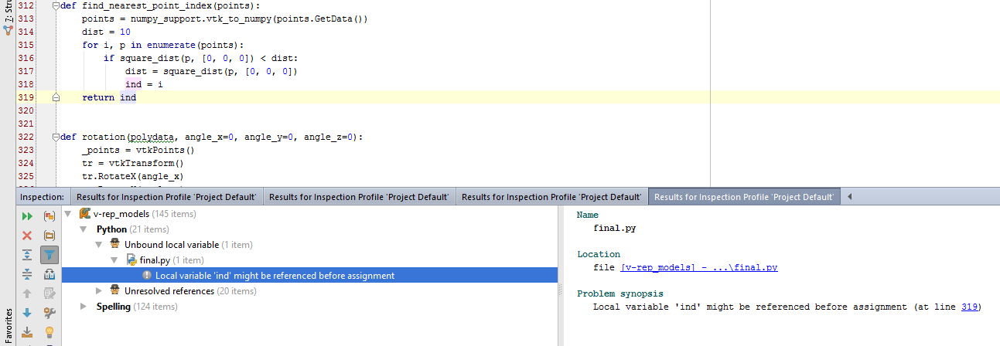 7: Stru
312 def find_nearest_point_index(points):
313 points = numpy_support.vtk_to_numpy(points.GetData())
314 dist = 10
315 for i, p in enumerate(points):
316 if square_dist(p, [0, 0, 0]) < dist:
317 dist = square_dist(p, [0, 0, 0])
318 ind = i
319 return ind
320
321
322 def rotation(polydata, angle_x=0, angle_y=0, angle_z=0):
323 _points = vtkPoints()
324 tr = vtkTransform()
325 tr.RotateX(angle_x)
Inspection: Results for Inspection Profile 'Project Default' Results for Inspection Profile 'Project Default' Results for Inspection Profile 'Project Default' Results for Inspection Profile 'Project Default'
v-rep_models (145 items)
Python (21 items)
Unbound local variable (1 item)
final.py (1 item)
Local variable 'ind' might be referenced before assignment
Unresolved references (20 items)
Spelling (124 items)
Name
final.py
Location
file [v-rep_models] - ...\final.py
Problem synopsis
Local variable 'ind' might be referenced before assignment (at line 319)
Favorites